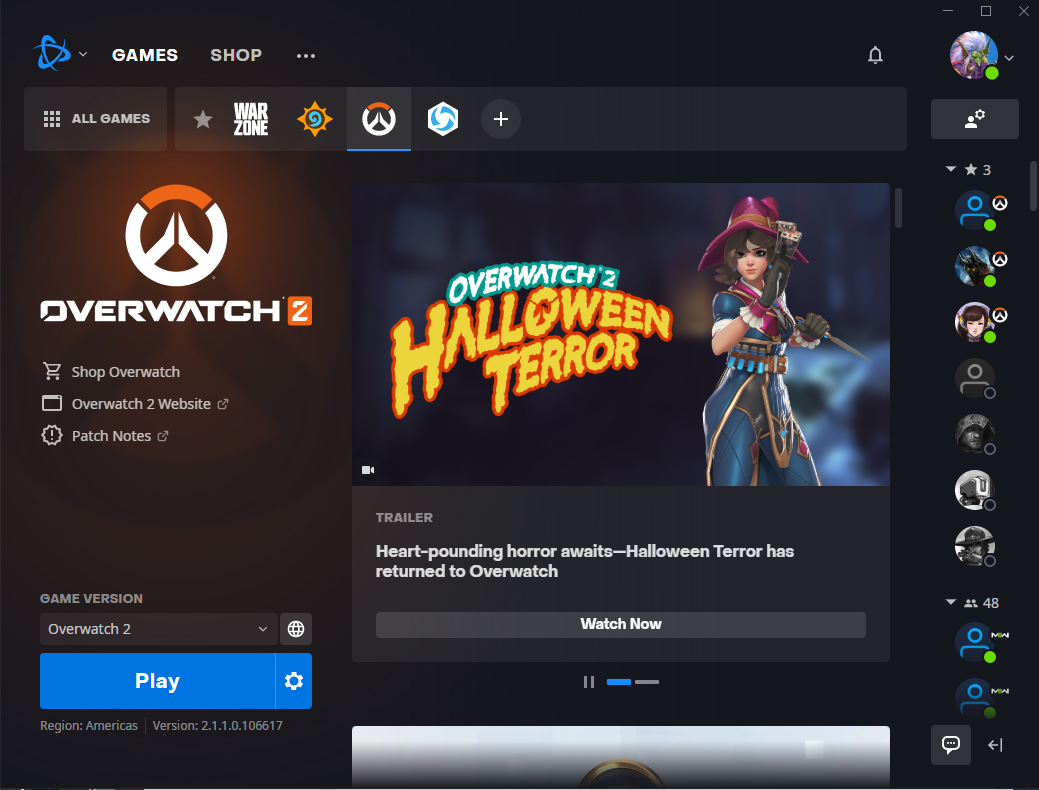 GAMES
SHOP
ALL GAMES
WAR
ZONE
3
OVERWATCH 2
Shop Overwatch
Overwatch 2 Website
Patch Notes
OVERWATCH 2
HALLOWEEN
TERROR
TRAILER
Heart-pounding horror awaits—Halloween Terror has
returned to Overwatch
Watch Now
GAME VERSION
Overwatch 2
Play
Region: Americas
Version: 2.1.1.0.106617
48